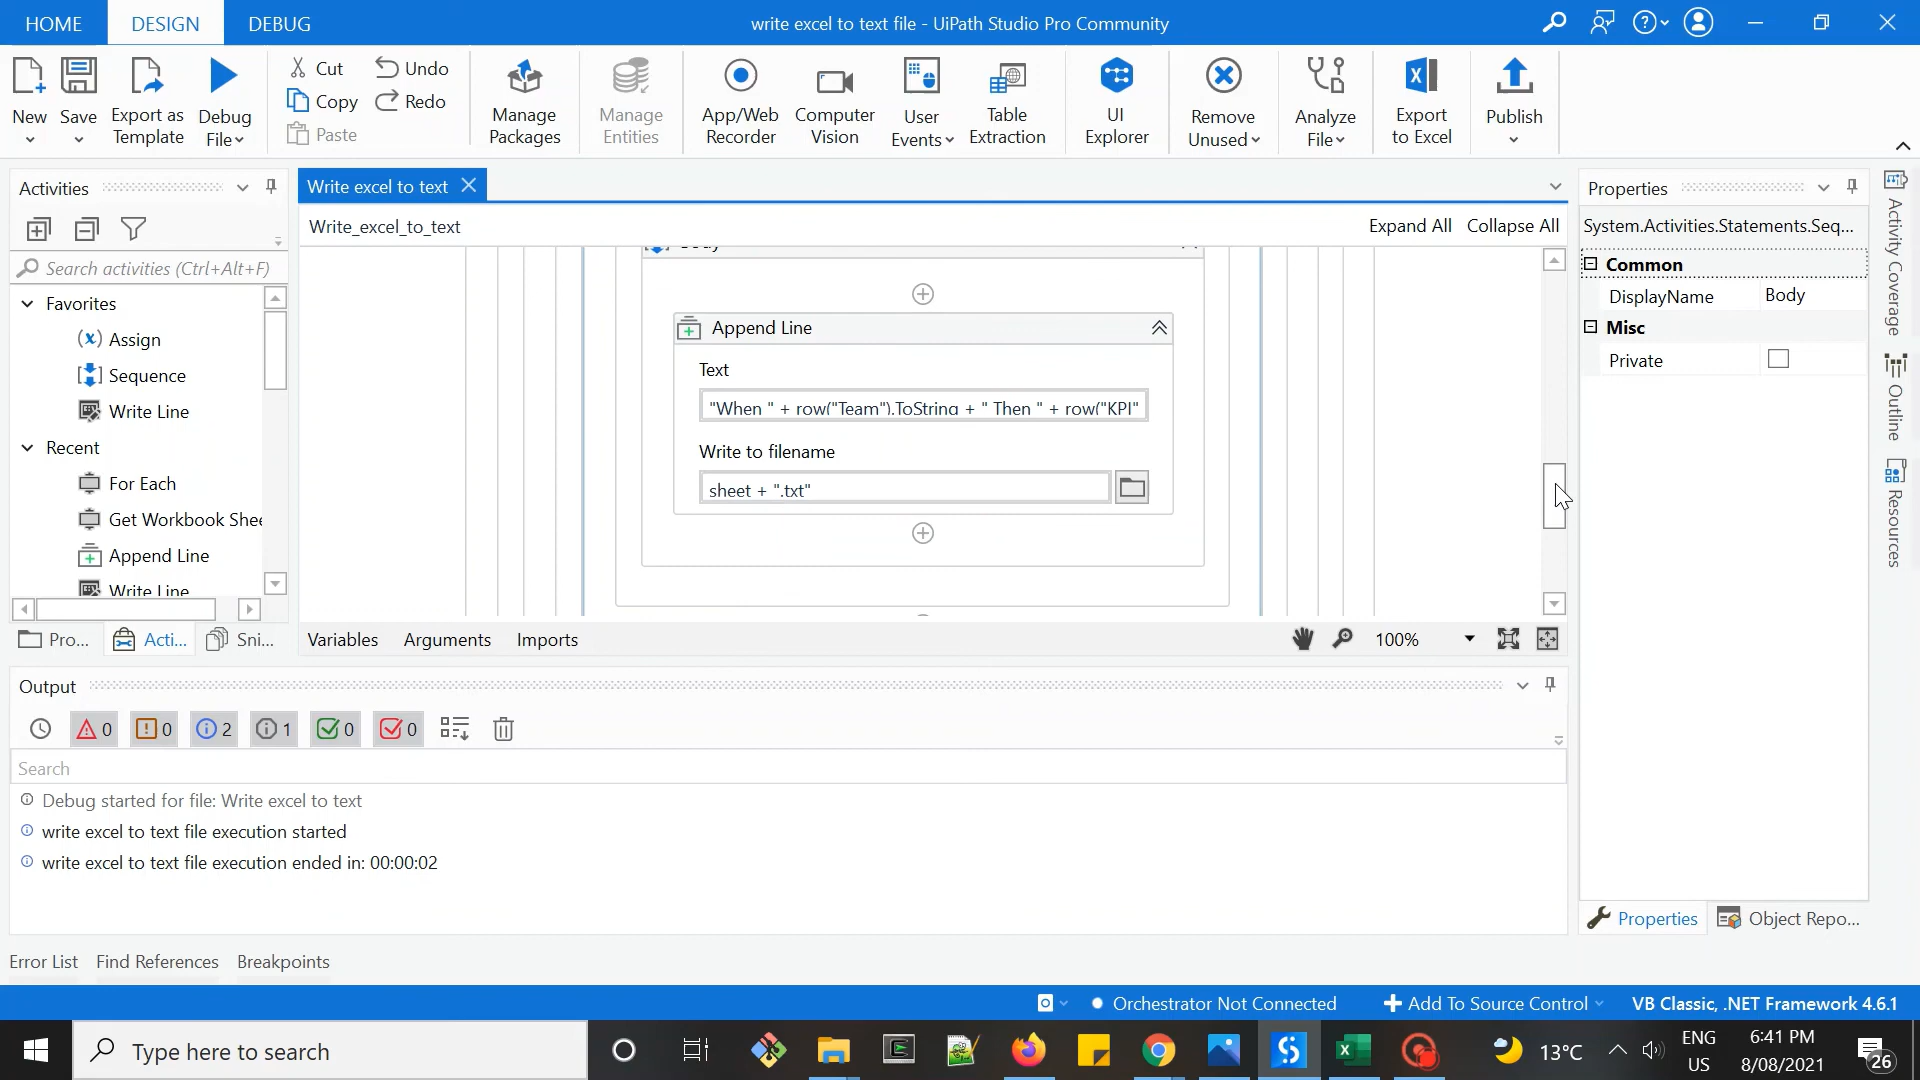 HOME
DESIGN
DEBUG
write excel to text file - UiPath Studio Pro Community
New
Save
Export as
Template
Debug
File
Cut
Copy
Paste
Undo
Redo
Manage
Packages
Manage
Entities
App/Web
Recorder
Computer
Vision
User
Events
Table
Extraction
UI
Explorer
Remove
Unused
Analyze
File
Export
to Excel
Publish
Activities
Search activities (Ctrl+Alt+F)
Favorites
Assign
Sequence
Write Line
Recent
For Each
Get Workbook Shee
Append Line
Write Line
Pro...
Acti...
Sni...
Write excel to text
Write_excel_to_text
Expand All
Collapse All
Body
Append Line
Text
"When " + row("Team").ToString + " Then " + row("KPI"
Write to filename
sheet + ".txt"
Variables
Arguments
Imports
100%
Properties
System.Activities.Statements.Seq...
Common
DisplayName
Body
Misc
Private
Activity Coverage
Outline
Resources
Properties
Object Repo...
Output
0
0
2
1
0
0
Search
Debug started for file: Write excel to text
write excel to text file execution started
write excel to text file execution ended in: 00:00:02
Error List
Find References
Breakpoints
Orchestrator Not Connected
Add To Source Control
VB Classic, .NET Framework 4.6.1
Type here to search
13°C
ENG
US
6:41 PM
8/08/2021
26